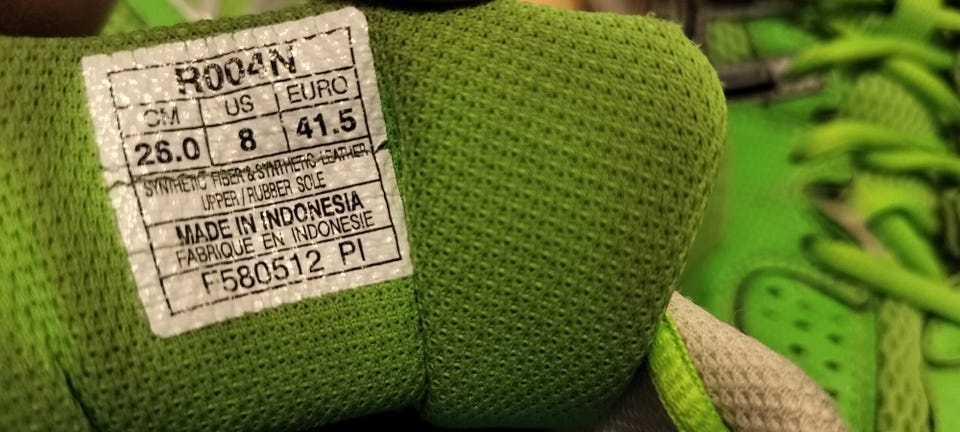 R004N
CM US EURO
26.0 8 41.5
SYNTHETIC FIBER & SYNTHETIC LEATHER
UPPER / RUBBER SOLE
MADE IN INDONESIA
FABRIQUE EN INDONESIE
F580512 PI